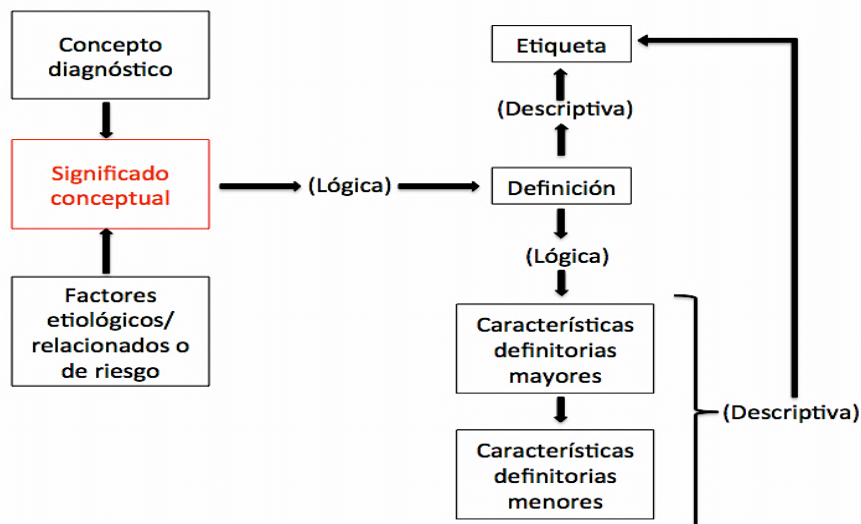 Concepto
diagnóstico
Significado
conceptual
Factores
etiológicos/
relacionados o
de riesgo
(Lógica)
Etiqueta
(Descriptiva)
Definición
(Lógica)
Características
definitorias
mayores
Características
definitorias
menores
(Descriptiva)